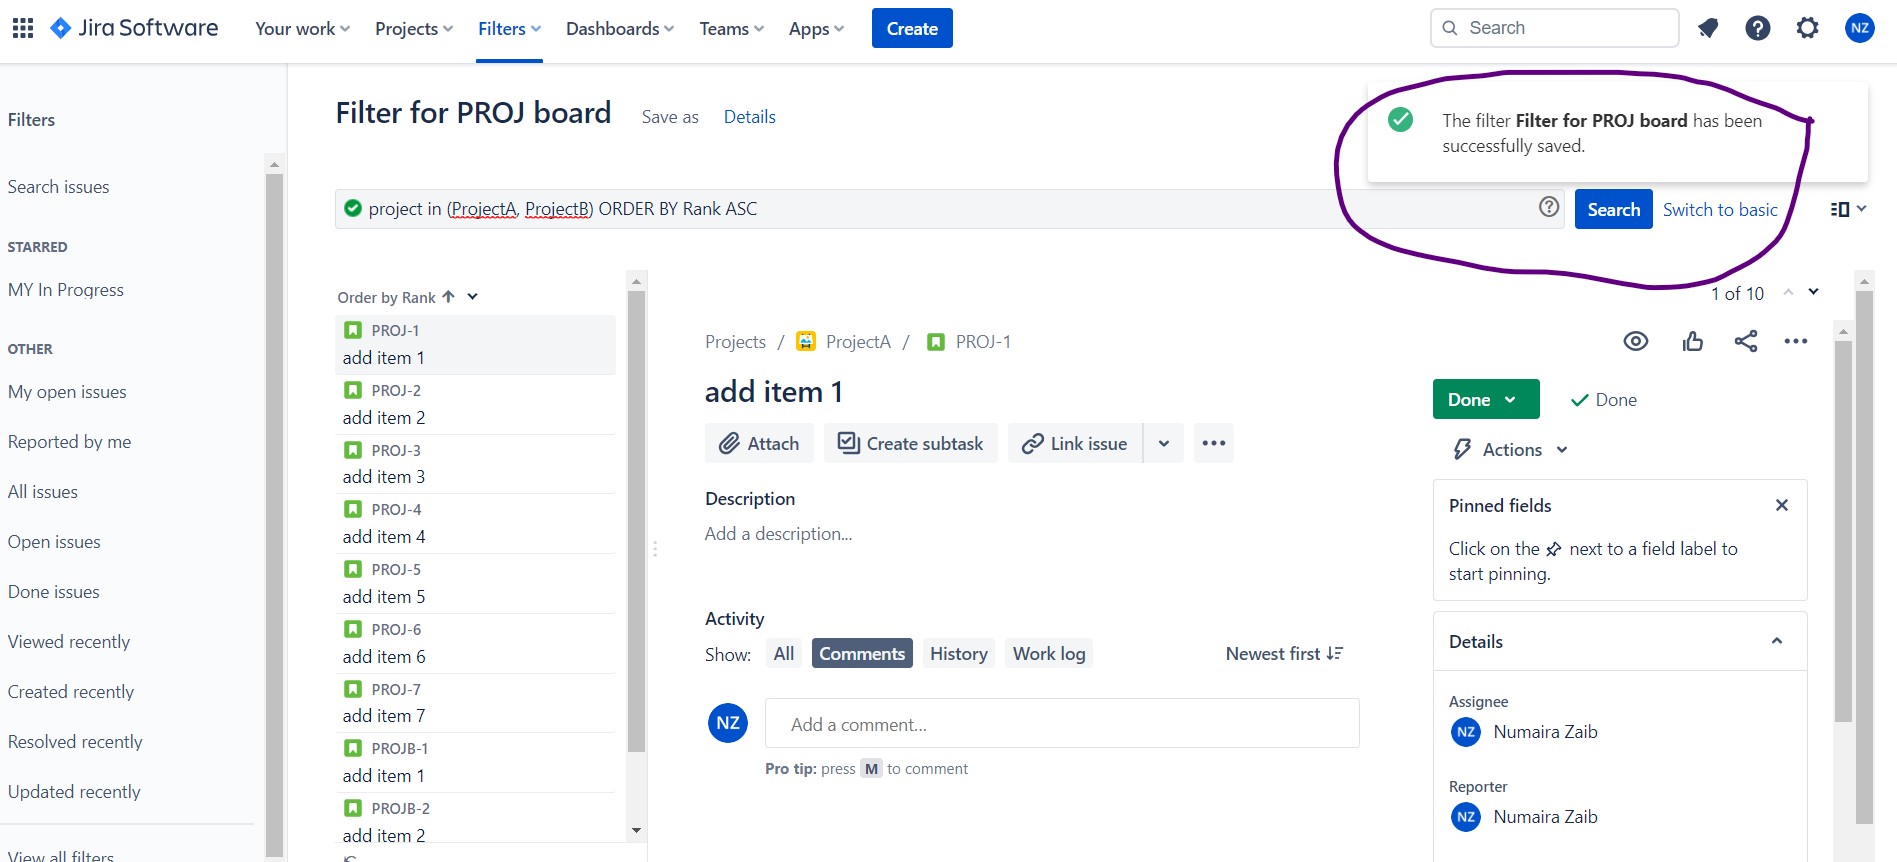 Jira Software
Your work
Projects
Filters
Dashboards
Teams
Apps
Create
Search
NZ
Filters
Search issues
STARRED
MY In Progress
OTHER
My open issues
Reported by me
All issues
Open issues
Done issues
Viewed recently
Created recently
Resolved recently
Updated recently
View all filters
Filter for PROJ board
Save as
Details
The filter Filter for PROJ board has been
successfully saved.
project in (ProjectA, ProjectB) ORDER BY Rank ASC
Search
Switch to basic
Order by Rank
PROJ-1
add item 1
PROJ-2
add item 2
PROJ-3
add item 3
PROJ-4
add item 4
PROJ-5
add item 5
PROJ-6
add item 6
PROJ-7
add item 7
PROJB-1
add item 1
PROJB-2
add item 2
1 of 10
Projects / ProjectA / PROJ-1
add item 1
Attach
Create subtask
Link issue
Description
Add a description...
Activity
Show: All Comments History Work log
Newest first
NZ
Add a comment...
Pro tip: press M to comment
Done
Done
Actions
Pinned fields
Click on the next to a field label to
start pinning.
Details
Assignee
NZ Numaira Zaib
Reporter
NZ Numaira Zaib